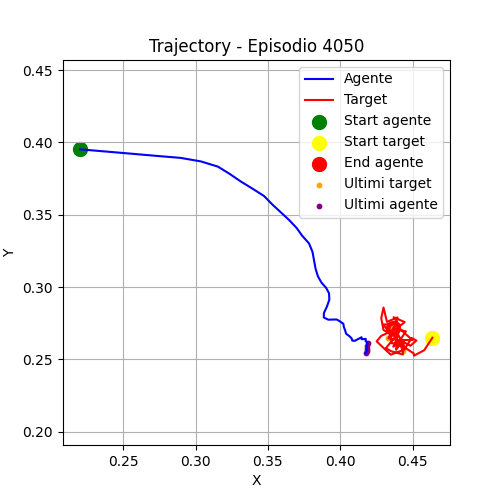 Trajectory - Episodio 4050
Agente
Target
Start agente
Start target
End agente
Ultimi target
Ultimi agente
0.45
0.40
0.35
0.30
0.25
0.20
Y
0.25
0.30
0.35
0.40
0.45
X